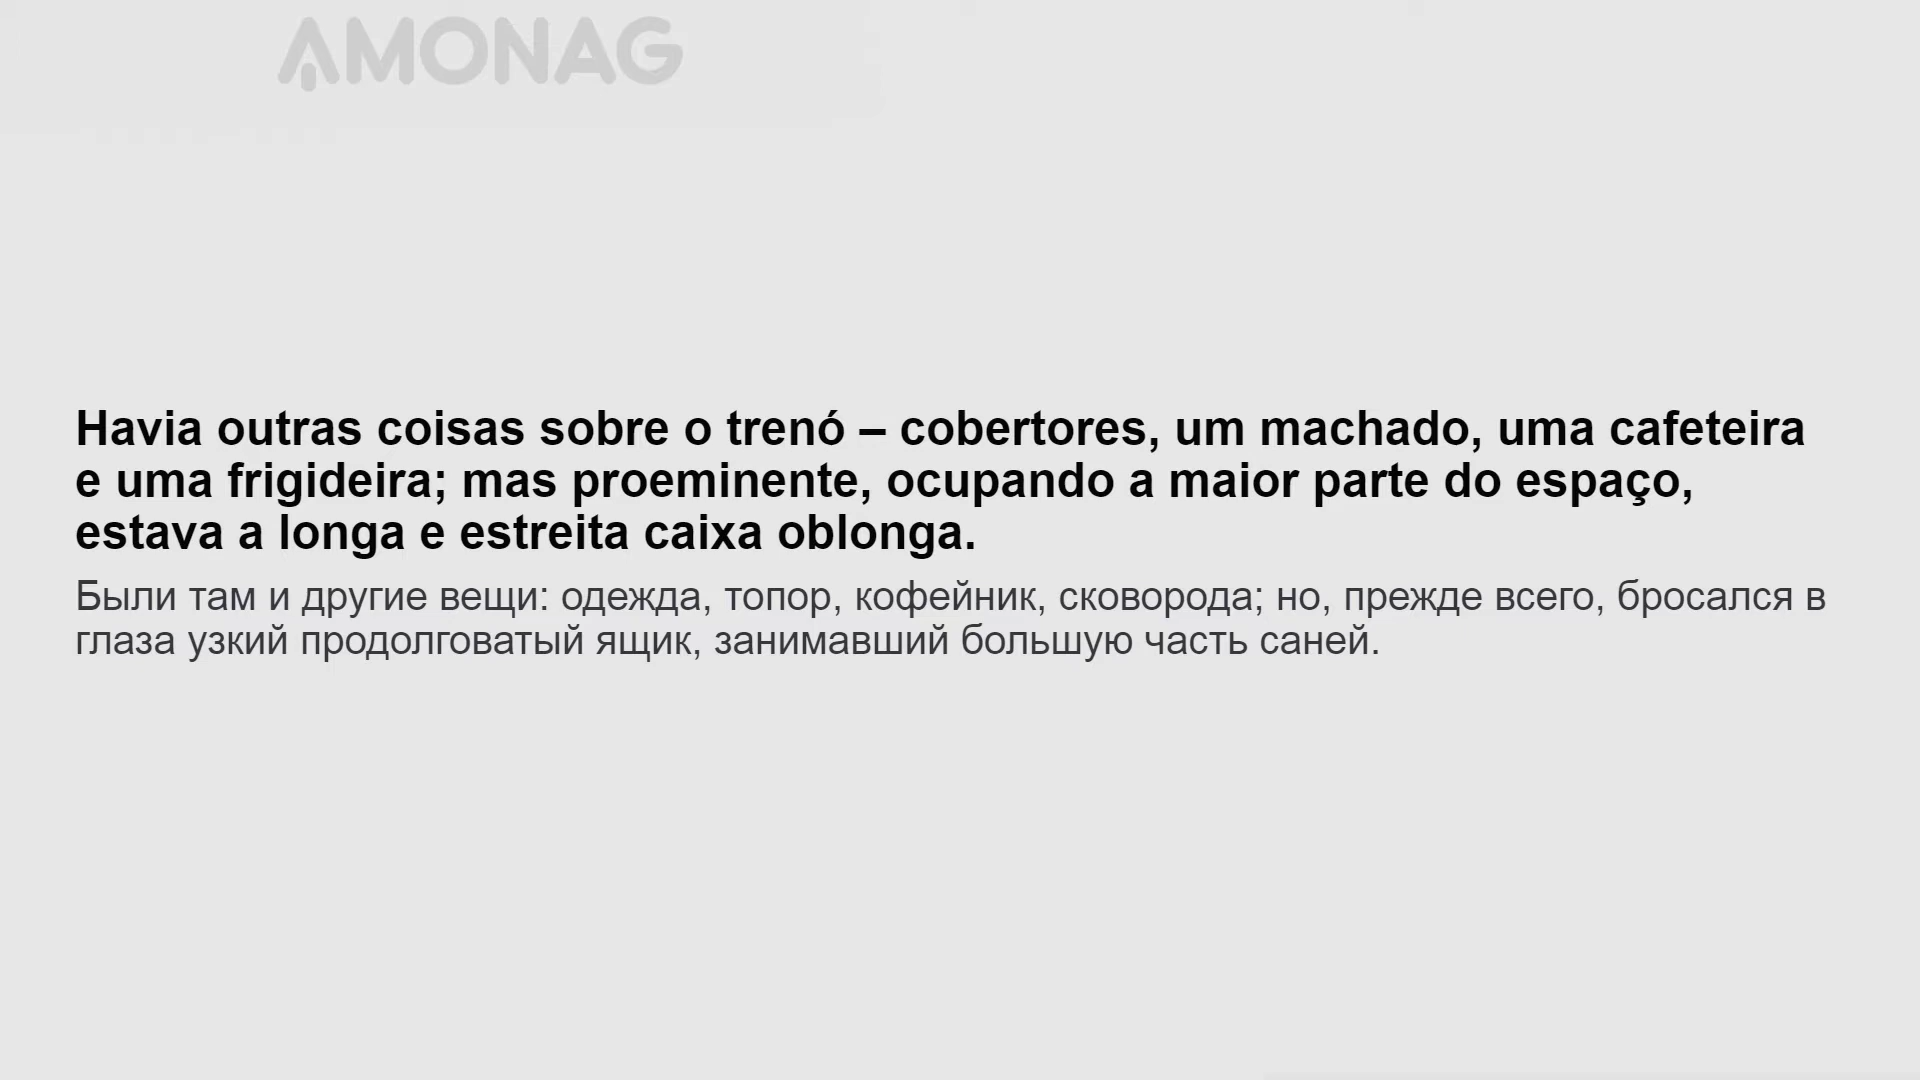 AMONAG
Havia outras coisas sobre o trenó – cobertores, um machado, uma cafeteira
e uma frigideira; mas proeminente, ocupando a maior parte do espaço,
estava a longa e estreita caixa oblonga.
Были там и другие вещи: одежда, топор, кофейник, сковорода; но, прежде всего, бросался в
глаза узкий продолговатый ящик, занимавший большую часть саней.